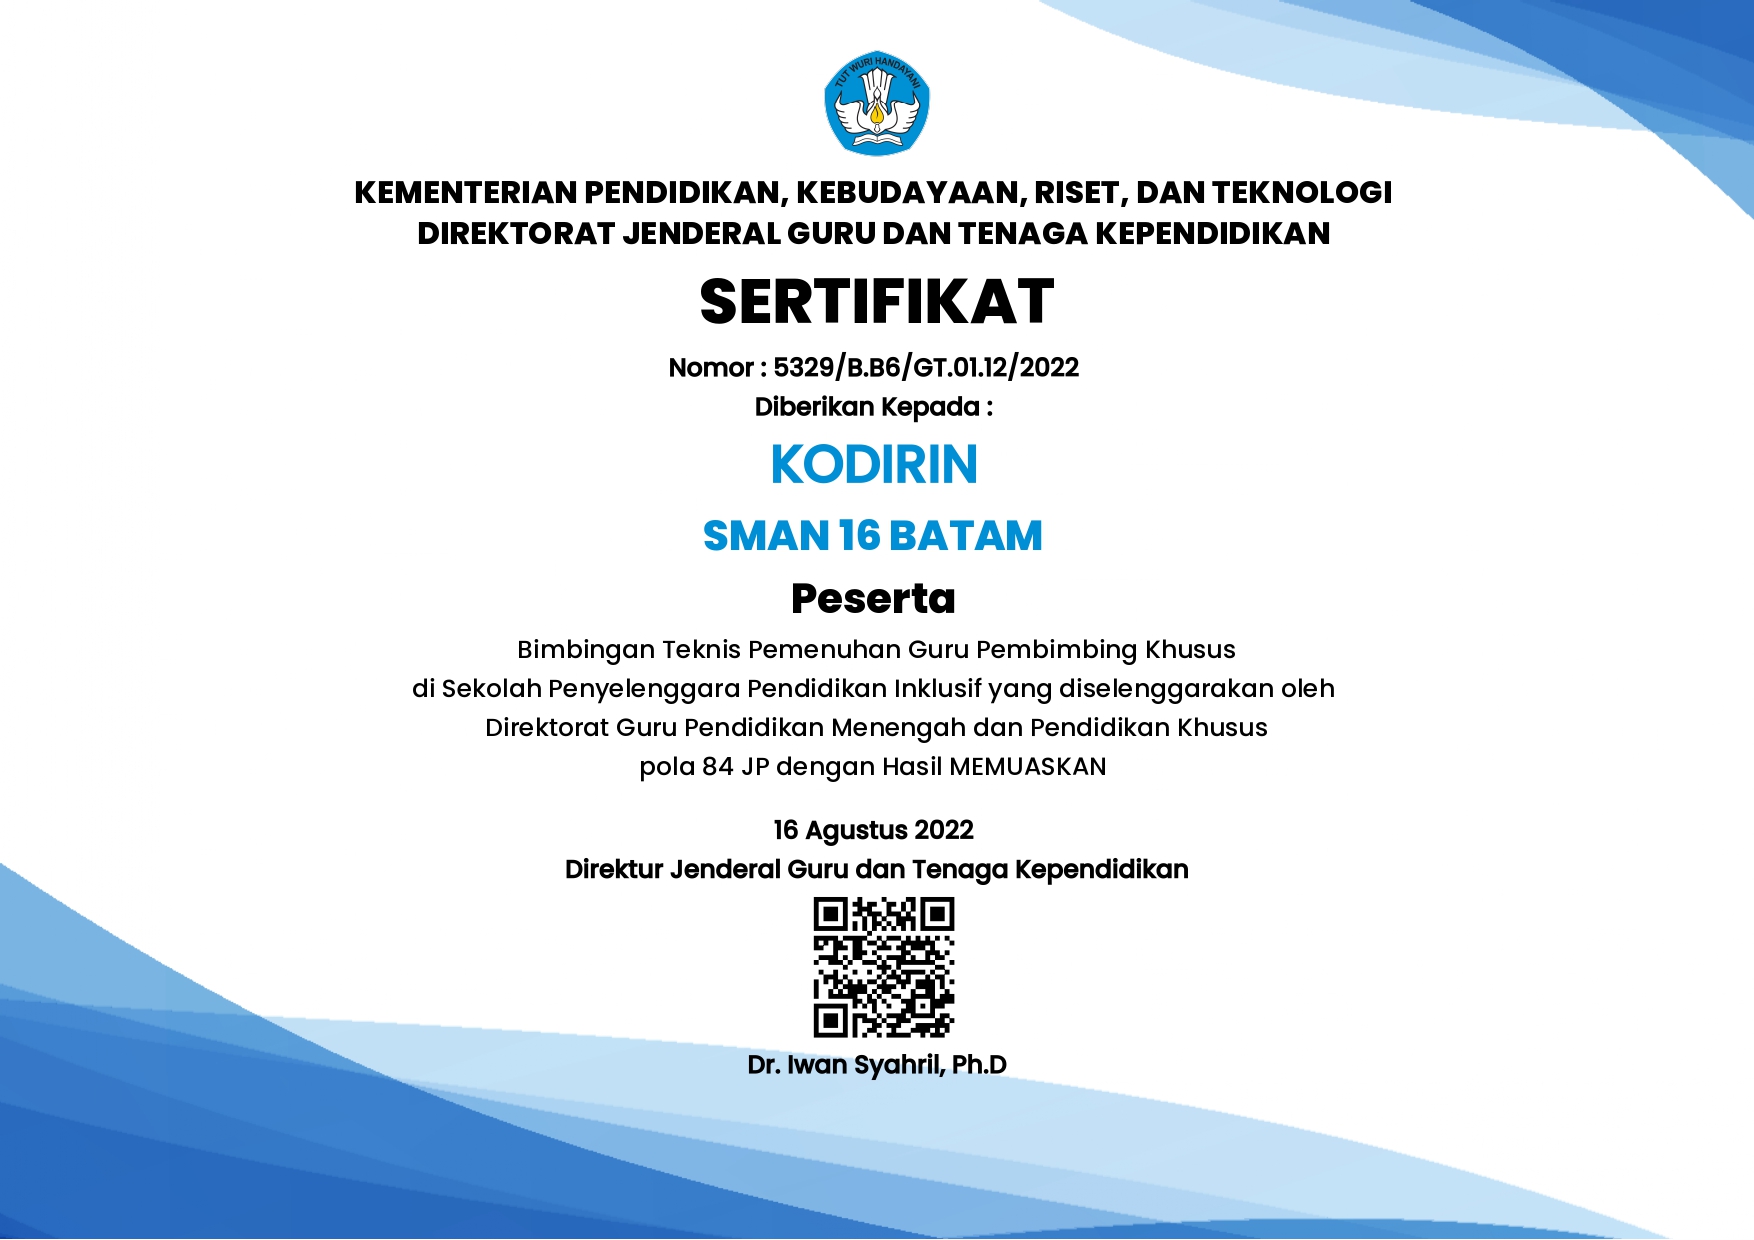 TUT WURI HANDAYANI
KEMENTERIAN PENDIDIKAN, KEBUDAYAAN, RISET, DAN TEKNOLOGI
DIREKTORAT JENDERAL GURU DAN TENAGA KEPENDIDIKAN
SERTIFIKAT
Nomor : 5329/B.B6/GT.01.12/2022
Diberikan Kepada :
KODIRIN
SMAN 16 BATAM
Peserta
Bimbingan Teknis Pemenuhan Guru Pembimbing Khusus
di Sekolah Penyelenggara Pendidikan Inklusif yang diselenggarakan oleh
Direktorat Guru Pendidikan Menengah dan Pendidikan Khusus
pola 84 JP dengan Hasil MEMUASKAN
16 Agustus 2022
Direktur Jenderal Guru dan Tenaga Kependidikan
Dr. Iwan Syahril, Ph.D